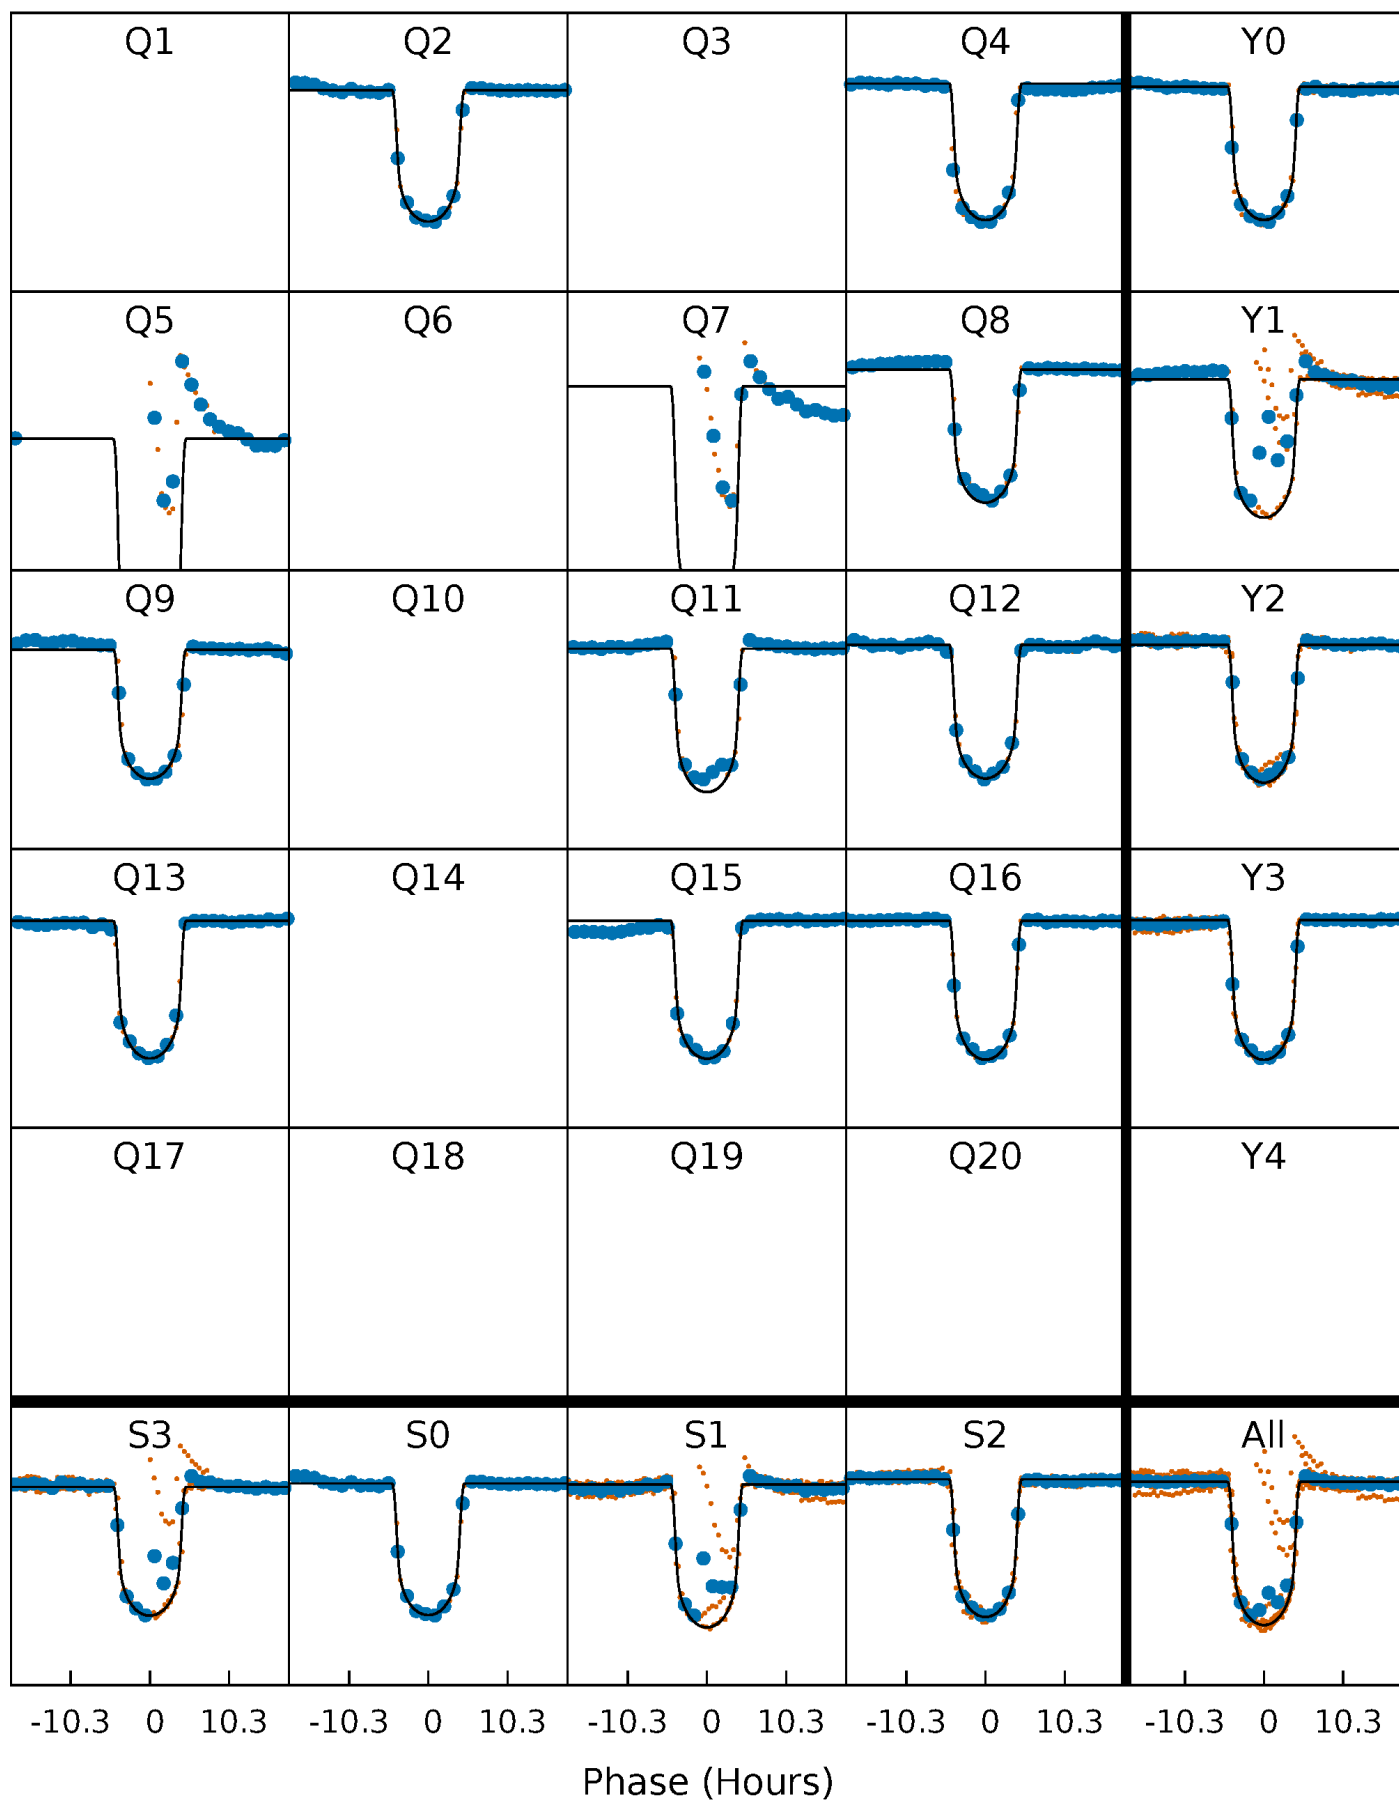 Q1 Q2 Q3 Q4 Y0
Q5 Q6 Q7 Q8 Y1
Q9 Q10 Q11 Q12 Y2
Q13 Q14 Q15 Q16 Y3
Q17 Q18 Q19 Q20 Y4
S3 S0 S1 S2 All
-10.3 0 10.3 -10.3 0 10.3 -10.3 0 10.3 -10.3 0 10.3 -10.3 0 10.3
Phase (Hours)